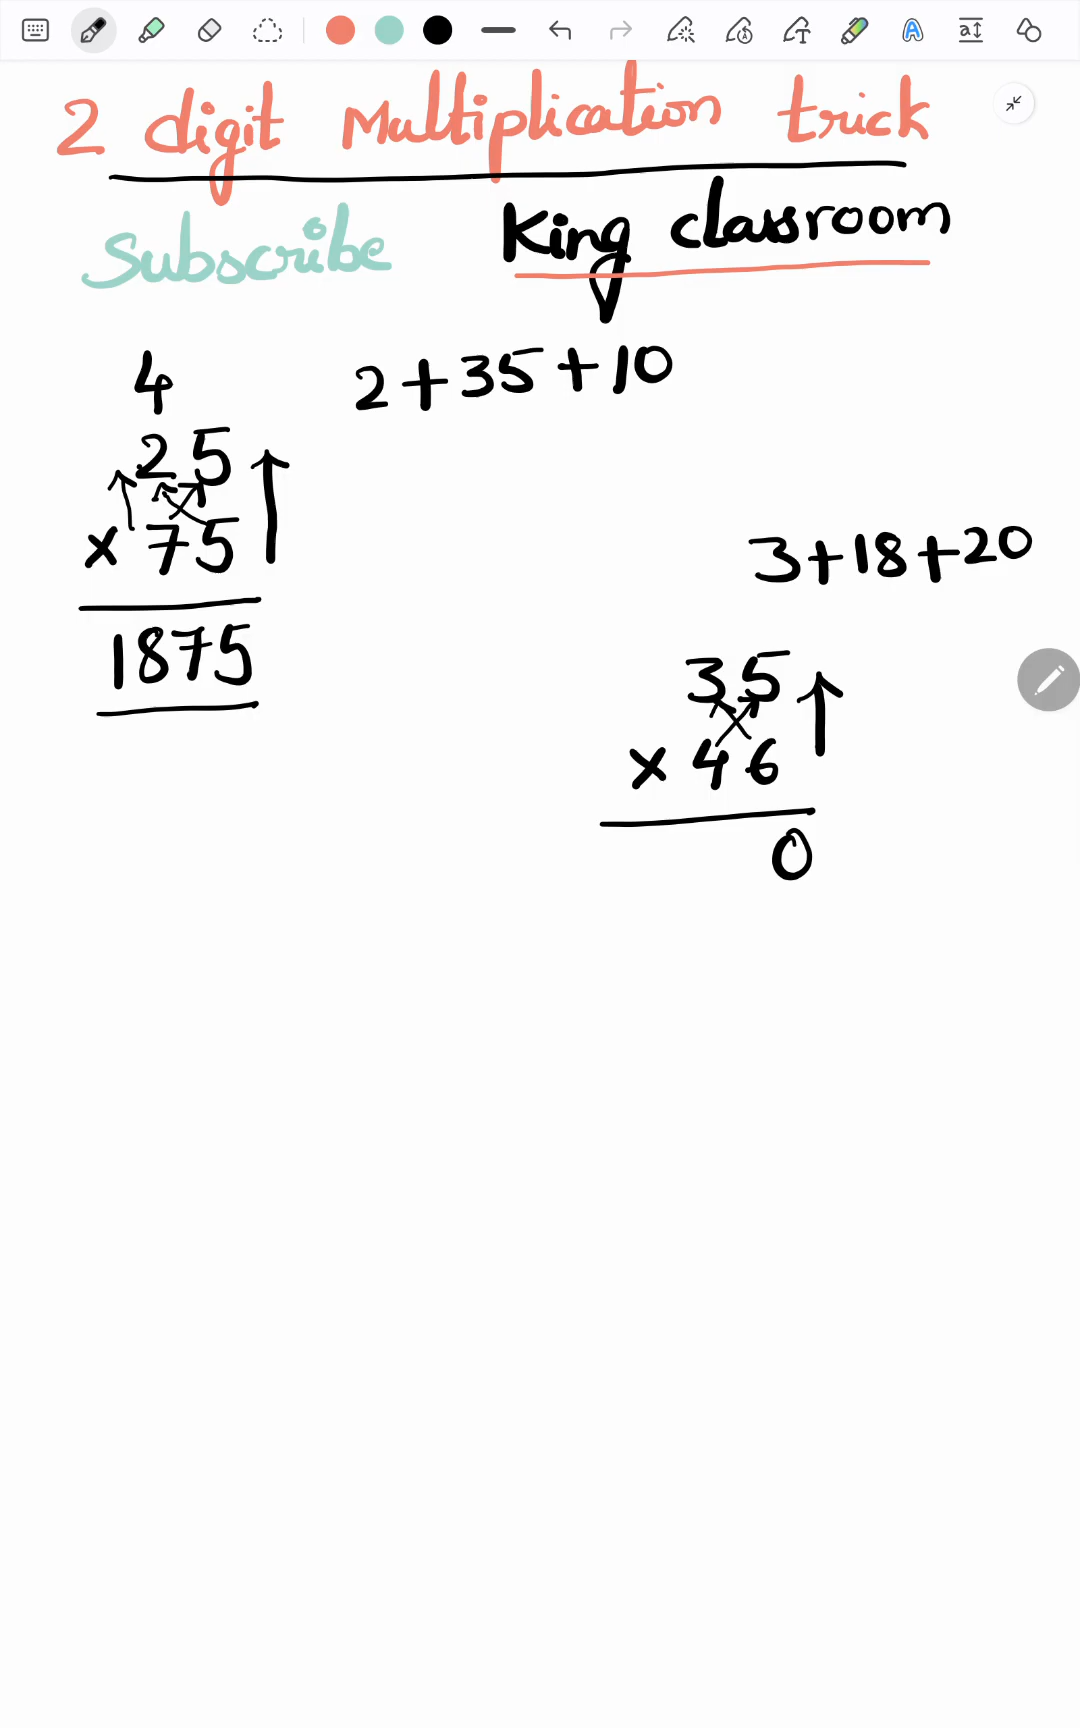 2 digit Multiplication trick
Subscribe King classroom
4
2+35+10
25
x 75
1875
3+18+20
35
x 46
0